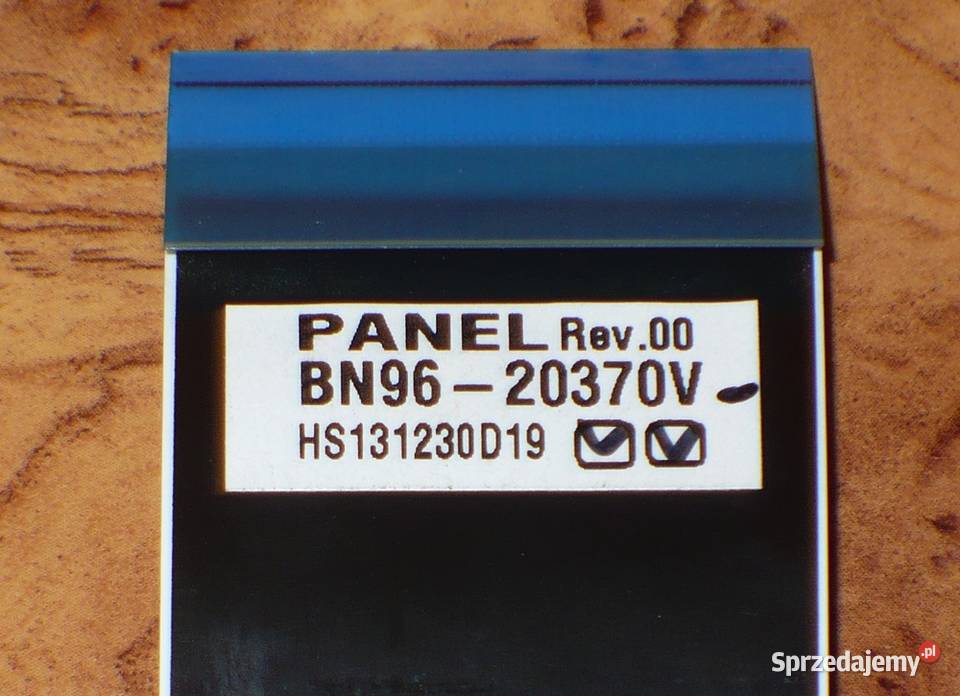 PANEL Rev.00
BN96-20370V
HS131230D19
Sprzedajemy.pl